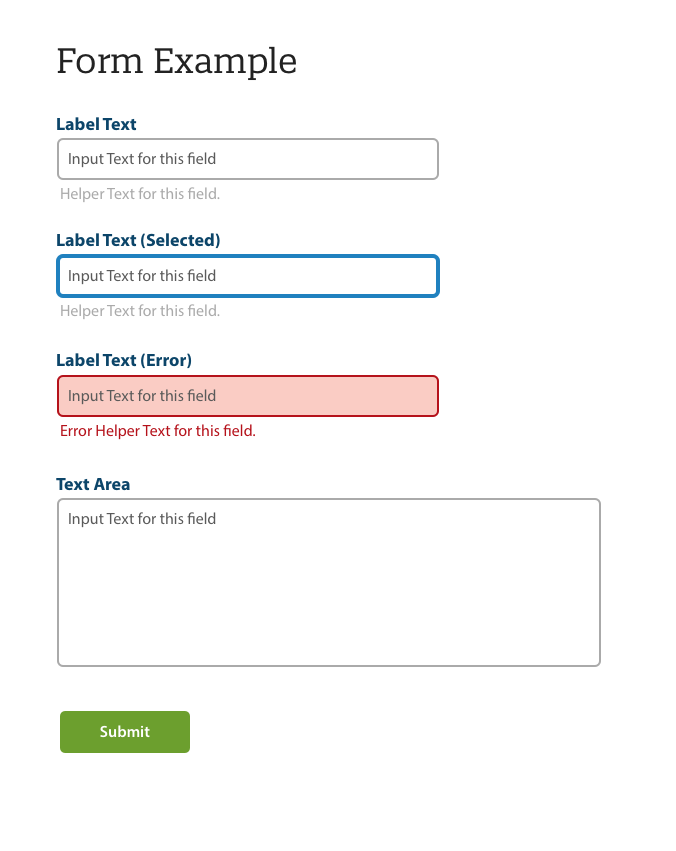 Form Example
Label Text
Input Text for this field
Helper Text for this field.
Label Text (Selected)
Input Text for this field
Helper Text for this field.
Label Text (Error)
Input Text for this field
Error Helper Text for this field.
Text Area
Input Text for this field
Submit